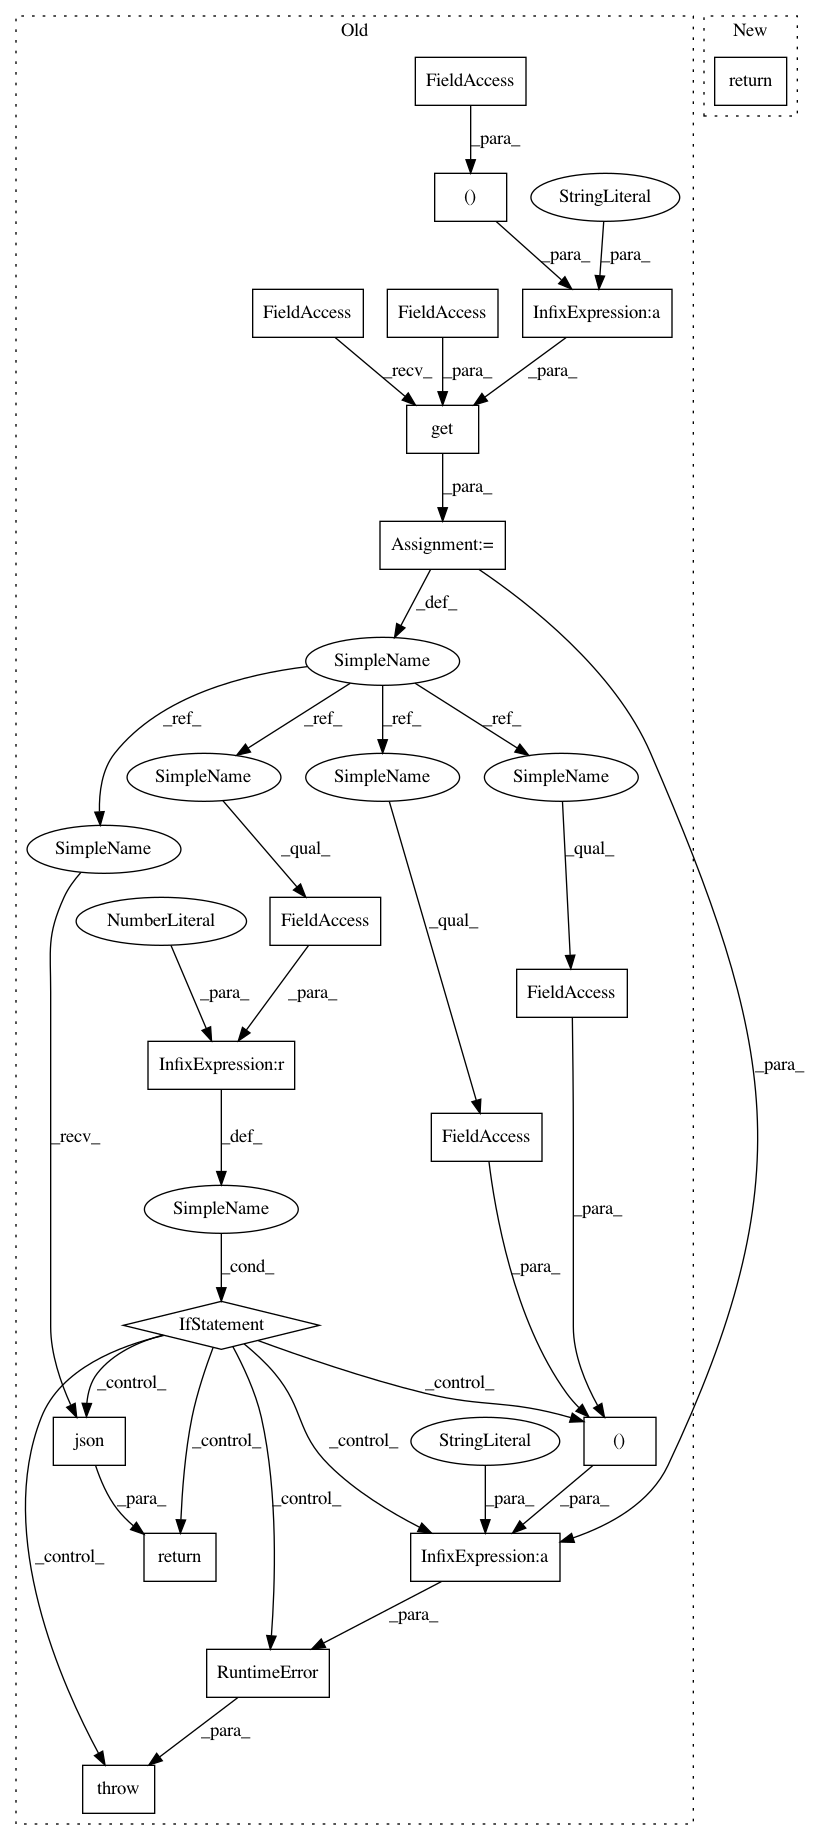 Old
New
FieldAccess
return
_para_
()
StringLiteral
_para_
_para_
FieldAccess
FieldAccess
InfixExpression:a
_recv_
_para_
_para_
get
_para_
Assignment:=
_def_
SimpleName
_ref_
_ref_
_ref_
_ref_
SimpleName
SimpleName
SimpleName
SimpleName
_qual_
_qual_
NumberLiteral
FieldAccess
_qual_
_para_
_para_
FieldAccess
InfixExpression:r
_para_
_recv_
_def_
FieldAccess
SimpleName
_para_
_cond_
_para_
IfStatement
_control_
_control_
json
_control_
_control_
StringLiteral
()
_para_
_control_
_para_
_para_
_control_
return
InfixExpression:a
_para_
RuntimeError
_para_
throw